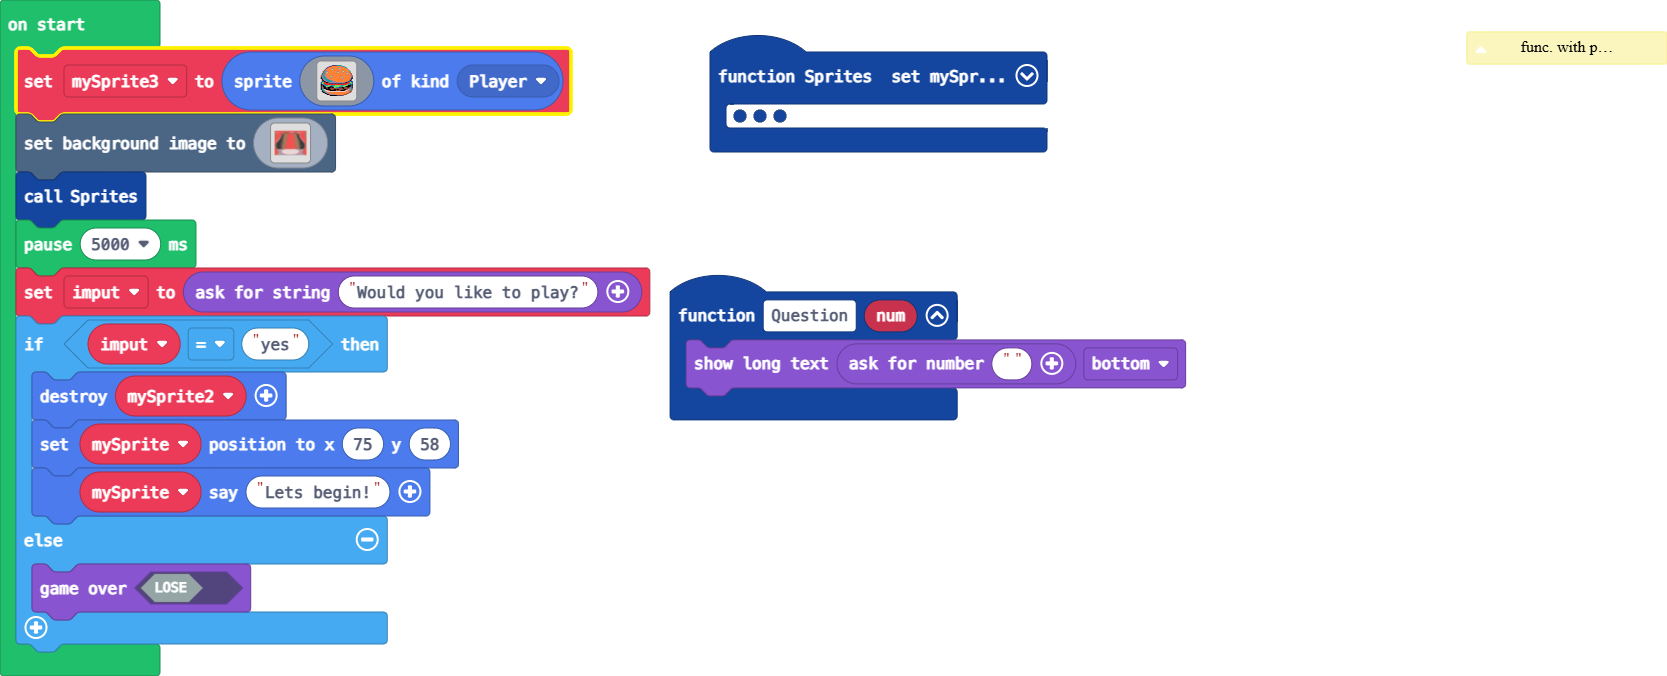 on start
set mySprite3 to sprite of kind Player
set background image to
call Sprites
pause 5000 ms
set imput to ask for string "Would you like to play?"
if imput = "yes" then
destroy mySprite2
set mySprite position to x 75 y 58
mySprite say "Lets begin!"
else
game over LOSE
function Sprites set mySpr...
function Question num
show long text ask for number " " bottom
func. with p...